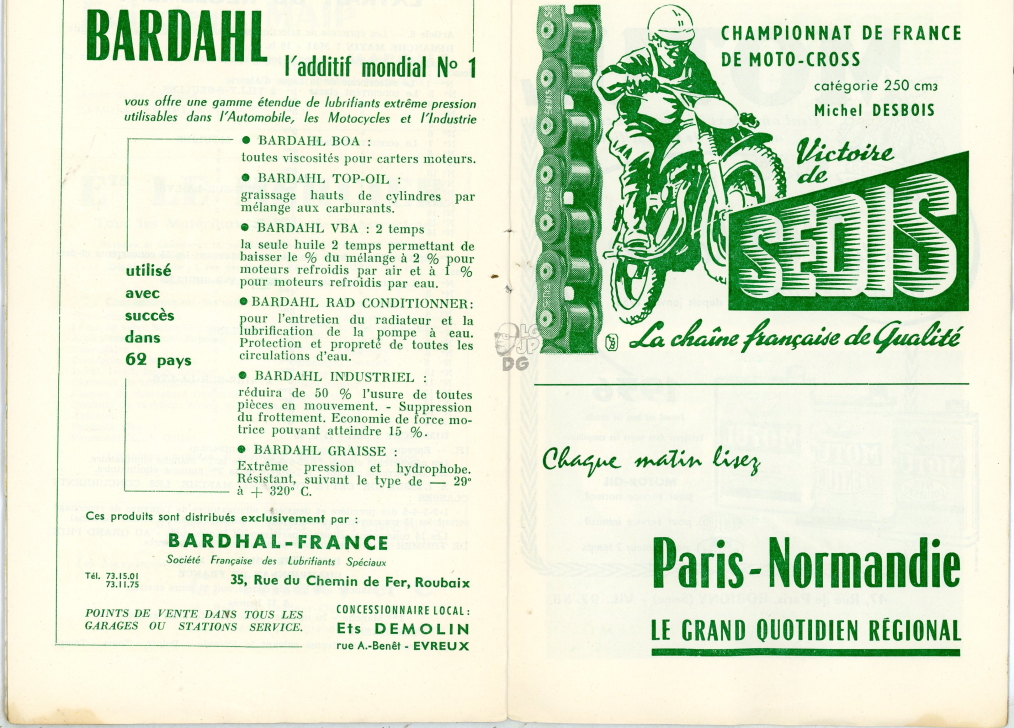 BARDAHL
l'additif mondial No 1
vous offre une gamme étendue de lubrifiants extrême pression
utilisables dans l'Automobile, les Motocycles et l'Industrie
utilisé
avec
succès
dans
62 pays
● BARDAHL BOA :
toutes viscosités pour carters moteurs.
● BARDAHL TOP-OIL :
graissage hauts de cylindres par
mélange aux carburants.
● BARDAHL VBA : 2 temps
la seule huile 2 temps permettant de
baisser le % du mélange à 2 % pour
moteurs refroidis par air et à 1 %
pour moteurs refroidis par eau.
● BARDAHL RAD CONDITIONNER :
pour l'entretien du radiateur et la
lubrification de la pompe à eau.
Protection et propreté de toutes les
circulations d'eau.
● BARDAHL INDUSTRIEL :
réduira de 50 % l'usure de toutes
pièces en mouvement. - Suppression
du frottement. Economie de force mo-
trice pouvant atteindre 15 %.
● BARDAHL GRAISSE :
Extrême pression et hydrophobe.
Résistant, suivant le type de — 29°
à + 320° C.
Ces produits sont distribués exclusivement par :
BARDHAL-FRANCE
Société Française des Lubrifiants Spéciaux
Tél. 73.15.01
73.11.75
35, Rue du Chemin de Fer, Roubaix
POINTS DE VENTE DANS TOUS LES
GARAGES OU STATIONS SERVICE.
CONCESSIONNAIRE LOCAL :
Ets DEMOLIN
rue A.-Benêt - EVREUX
CHAMPIONNAT DE FRANCE
DE MOTO-CROSS
catégorie 250 cm3
Michel DESBOIS
Victoire
de
SEDIS
La chaîne française de Qualité
Chaque matin lisez
Paris-Normandie
LE GRAND QUOTIDIEN RÉGIONAL
LG
JP
DG